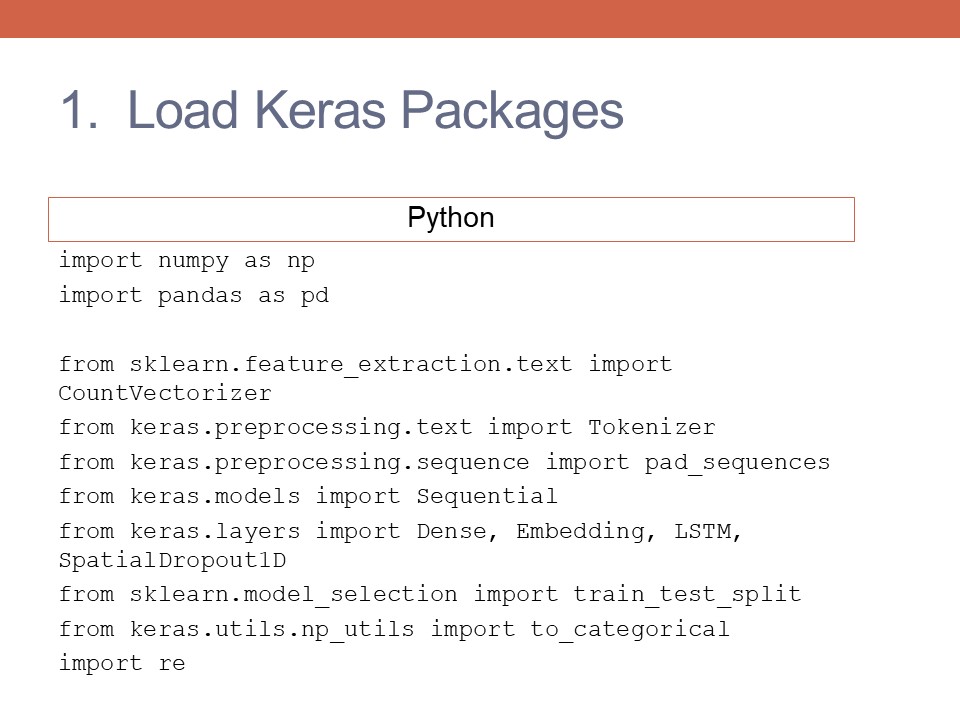 1. Load Keras Packages
Python
import numpy as np
import pandas as pd
from sklearn.feature_extraction.text import
CountVectorizer
from keras.preprocessing.text import Tokenizer
from keras.preprocessing.sequence import pad_sequences
from keras.models import Sequential
from keras.layers import Dense, Embedding, LSTM,
SpatialDropout1D
from sklearn.model_selection import train_test_split
from keras.utils.np_utils import to_categorical
import re